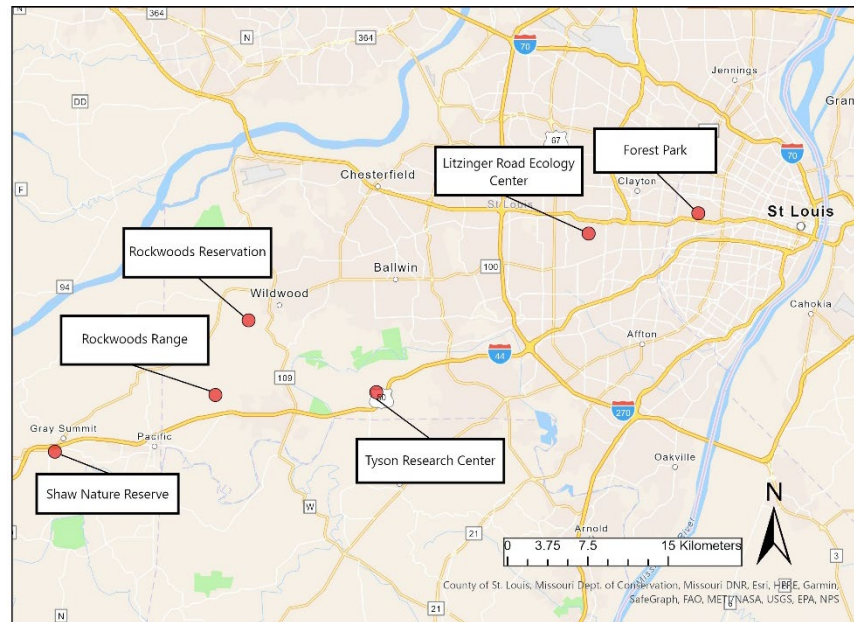 364
N
364
N
70
Jennings
DD
67
Gran
Litzinger Road Ecology
Center
Forest Park
70
F
Chesterfield
Clayton
St Louis
St Louis
Rockwoods Reservation
94
Ballwin
100
Wildwood
Cahokia
Rockwoods Range
Affton
44
109
50
270
Gray Summit
Pacific
Tyson Research Center
Oakville
Shaw Nature Reserve
W
N
Arnold
River
21
0 3.75 7.5 15 Kilometers
3
County of St. Louis, Missouri Dept. of Conservation, Missouri DNR, Esri, HERE, Garmin,
SafeGraph, FAO, METI/NASA, USGS, EPA, NPS
N
21